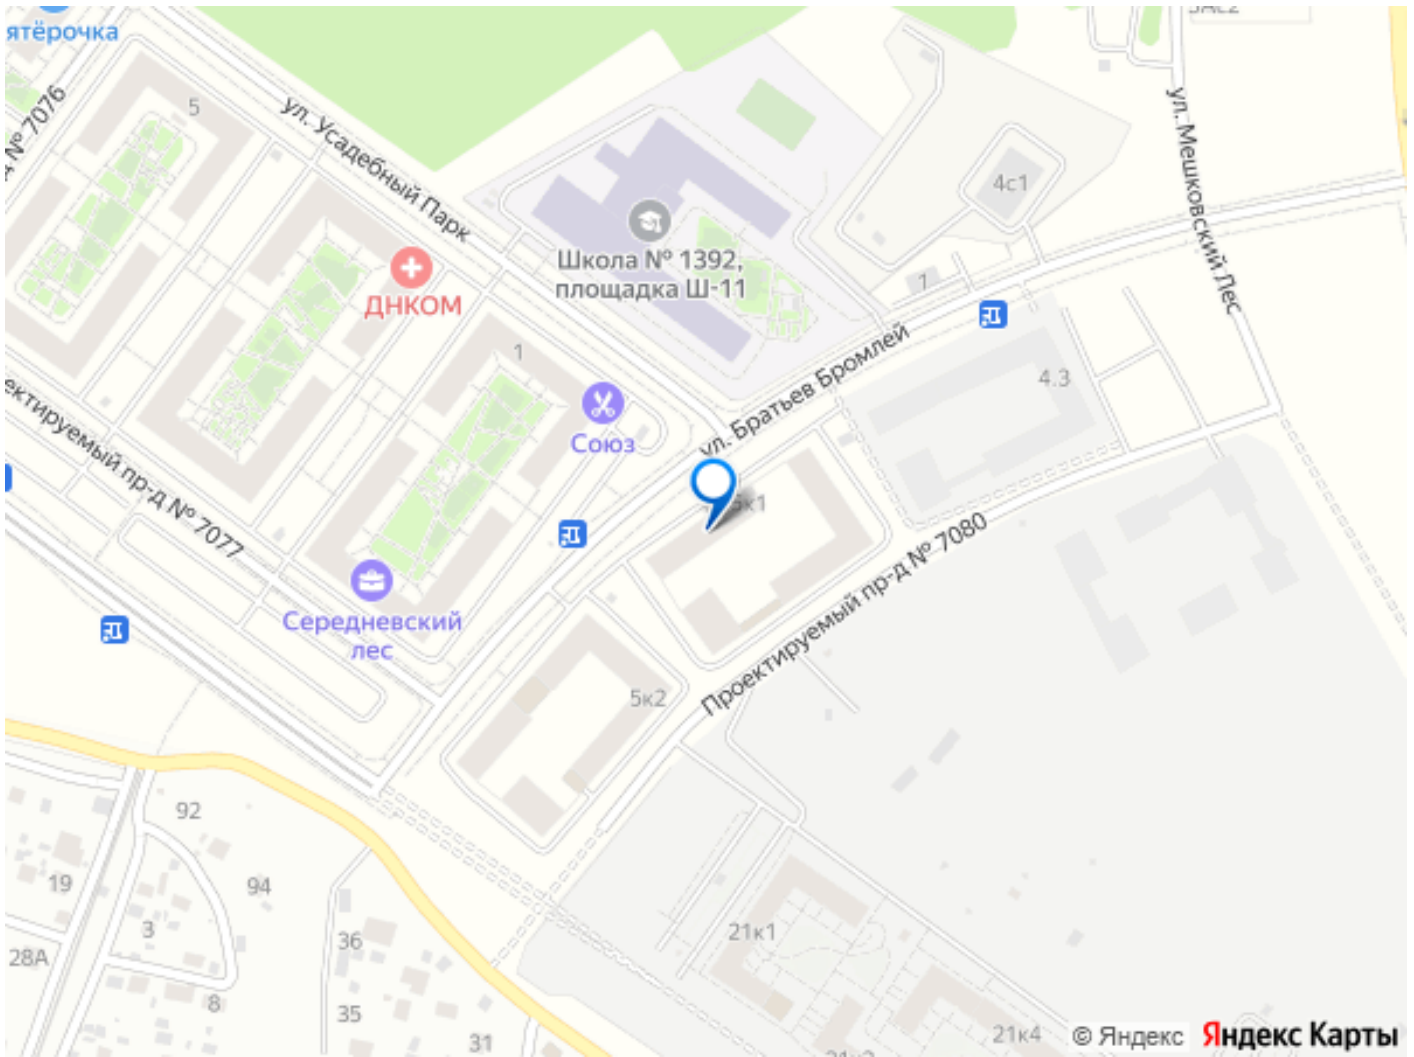 ятёрочка
5
№ 7076
ул. Усадебный Парк
ул. Мешковский Лес
4с1
Школа № 1392,
площадка Ш-11
ДНКОМ
1
7
ул. Братьев Бромлей
4.3
Союз
ектируемый пр-д № 7077
5к1
Проектируемый пр-д № 7080
Середневский
лес
5к2
92
94
19
3
28А
8
36
35
31
21к1
21к4
© Яндекс
Яндекс Карты